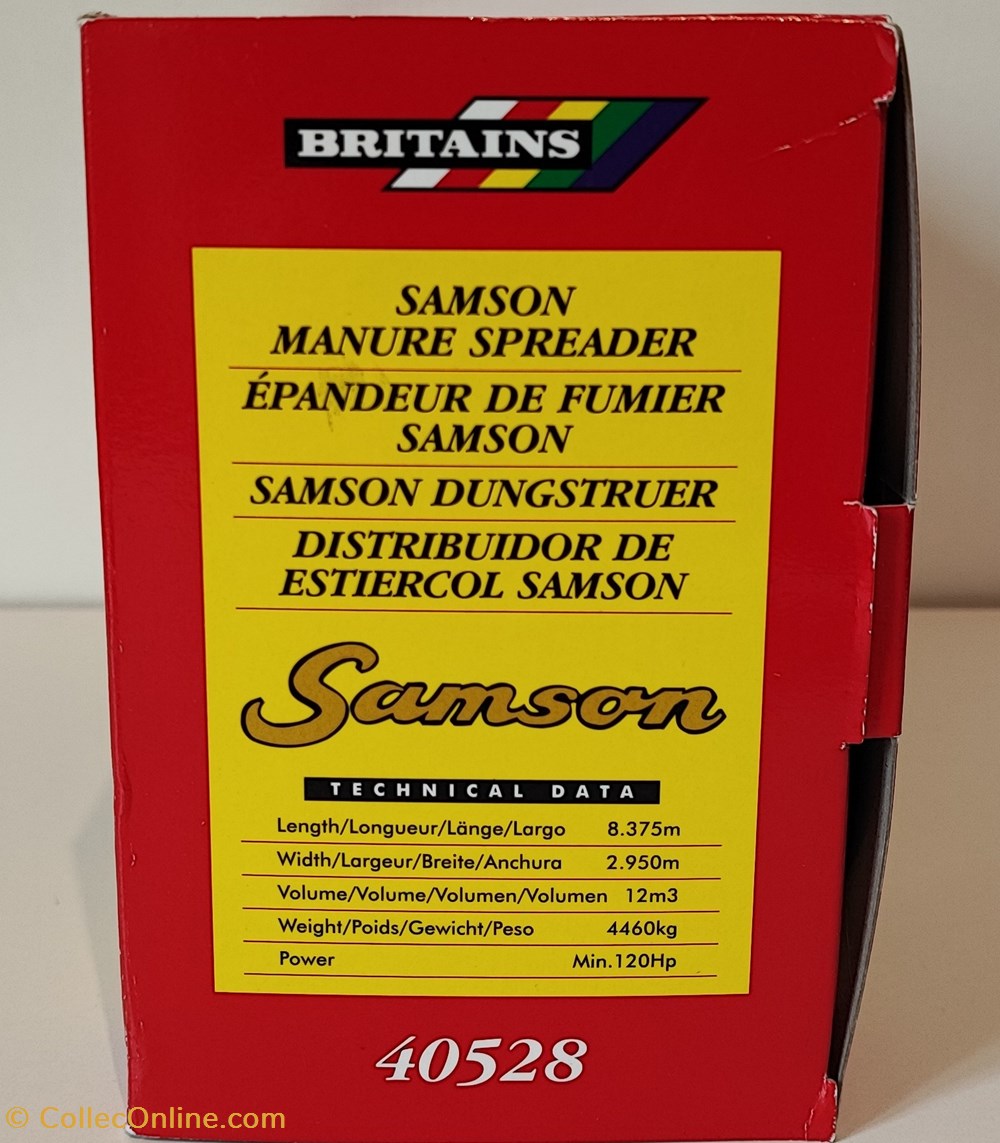 BRITAINS
SAMSON
MANURE SPREADER
ÉPANDEUR DE FUMIER
SAMSON
SAMSON DUNGSTRUER
DISTRIBUIDOR DE
ESTIERCOL SAMSON
Samson
TECHNICAL DATA
Length/Longueur/Länge/Largo 8.375m
Width/Largeur/Breite/Anchura 2.950m
Volume/Volume/Volumen/Volumen 12m3
Weight/Poids/Gewicht/Peso 4460kg
Power Min.120Hp
40528
© CollecOnline.com